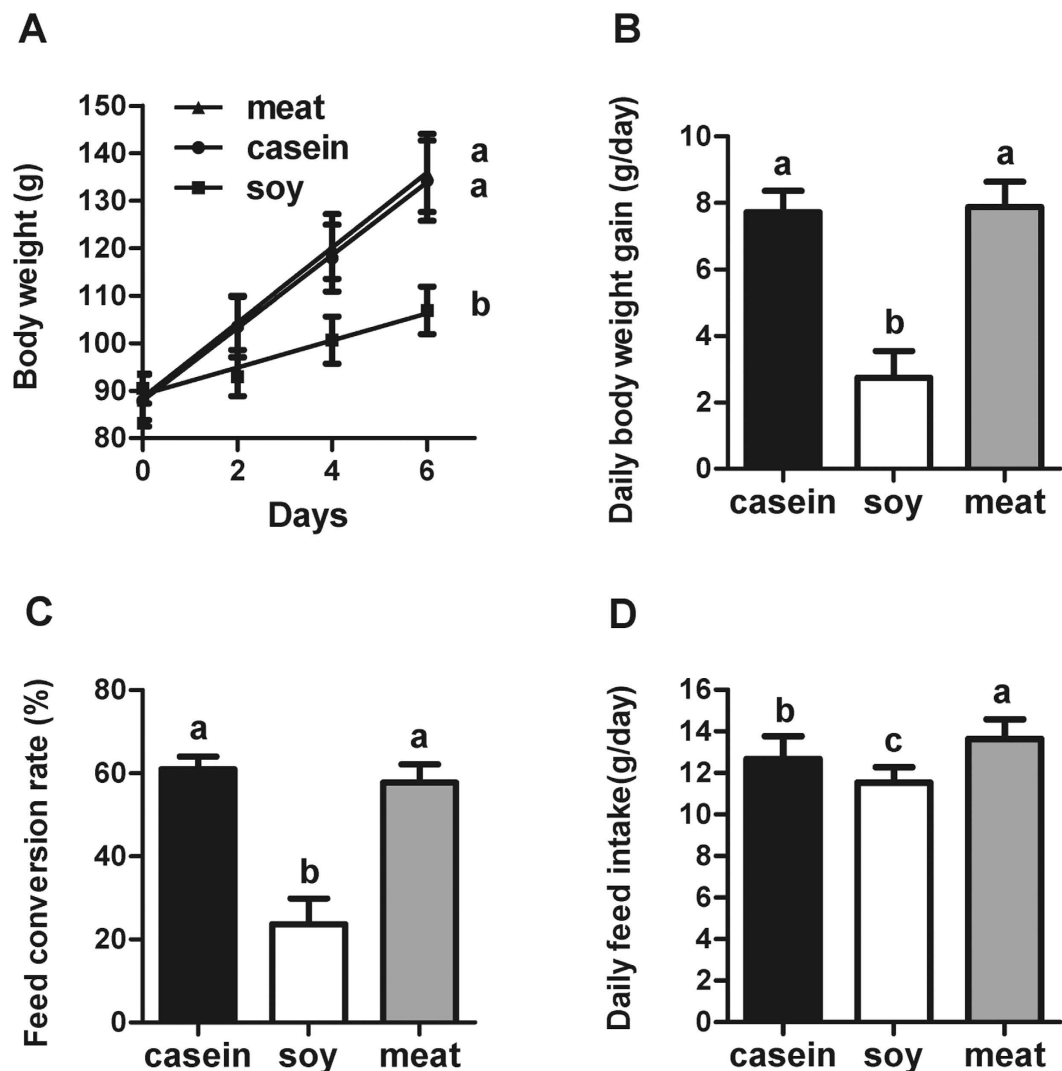 A
Body weight (g)
150
140
130
120
110
100
90
80
meat
casein
soy
a
a
b
0 2 4 6
Days
B
Daily body weight gain (g/day)
10
8
6
4
2
0
a
b
a
casein soy meat
C
Feed conversion rate (%)
80
60
40
20
0
a
b
a
casein soy meat
D
Daily feed intake(g/day)
16
14
12
10
8
6
4
2
0
b
c
a
casein soy meat